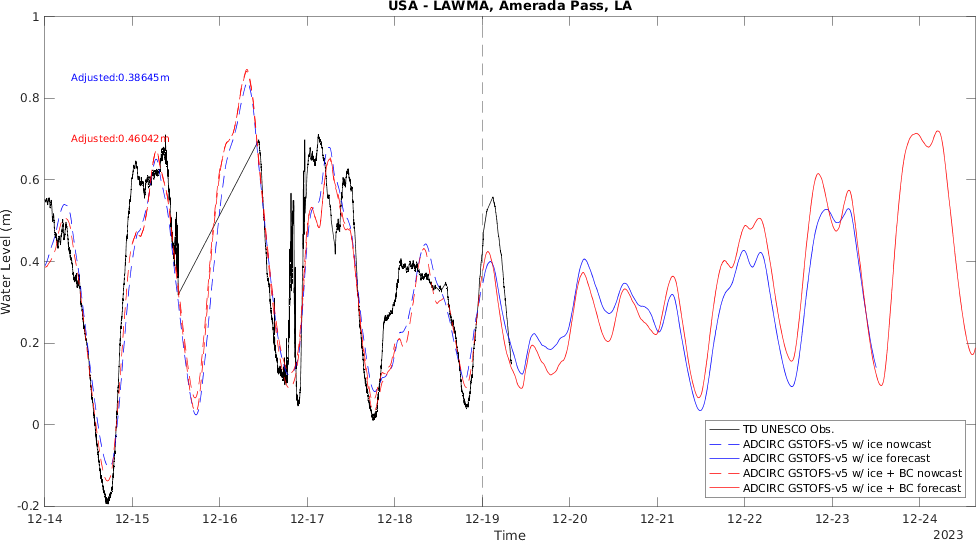 USA - LAWMA, Amerada Pass, LA
Water Level (m)
1
0.8
0.6
0.4
0.2
0
-0.2
Adjusted:0.38645m
Adjusted:0.46042m
TD UNESCO Obs.
ADCIRC GSTOFS-v5 w/ ice nowcast
ADCIRC GSTOFS-v5 w/ ice forecast
ADCIRC GSTOFS-v5 w/ ice + BC nowcast
ADCIRC GSTOFS-v5 w/ ice + BC forecast
12-14 12-15 12-16 12-17 12-18 12-19 12-20 12-21 12-22 12-23 12-24
Time
2023